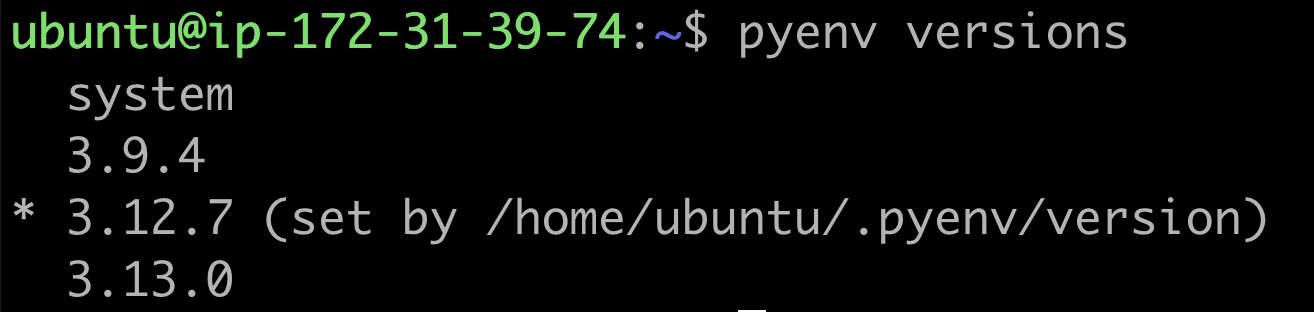 ubuntu@ip-172-31-39-74:~$ pyenv versions
  system
  3.9.4
* 3.12.7 (set by /home/ubuntu/.pyenv/version)
  3.13.0